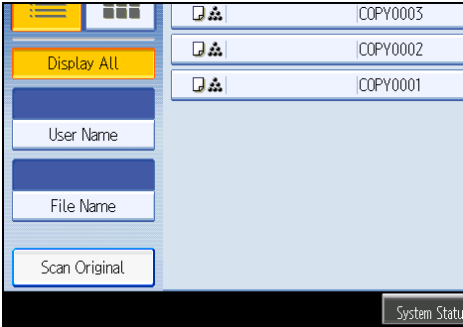 COPY0003
COPY0002
Display All
COPY0001
User Name
File Name
Scan Original
System Statu